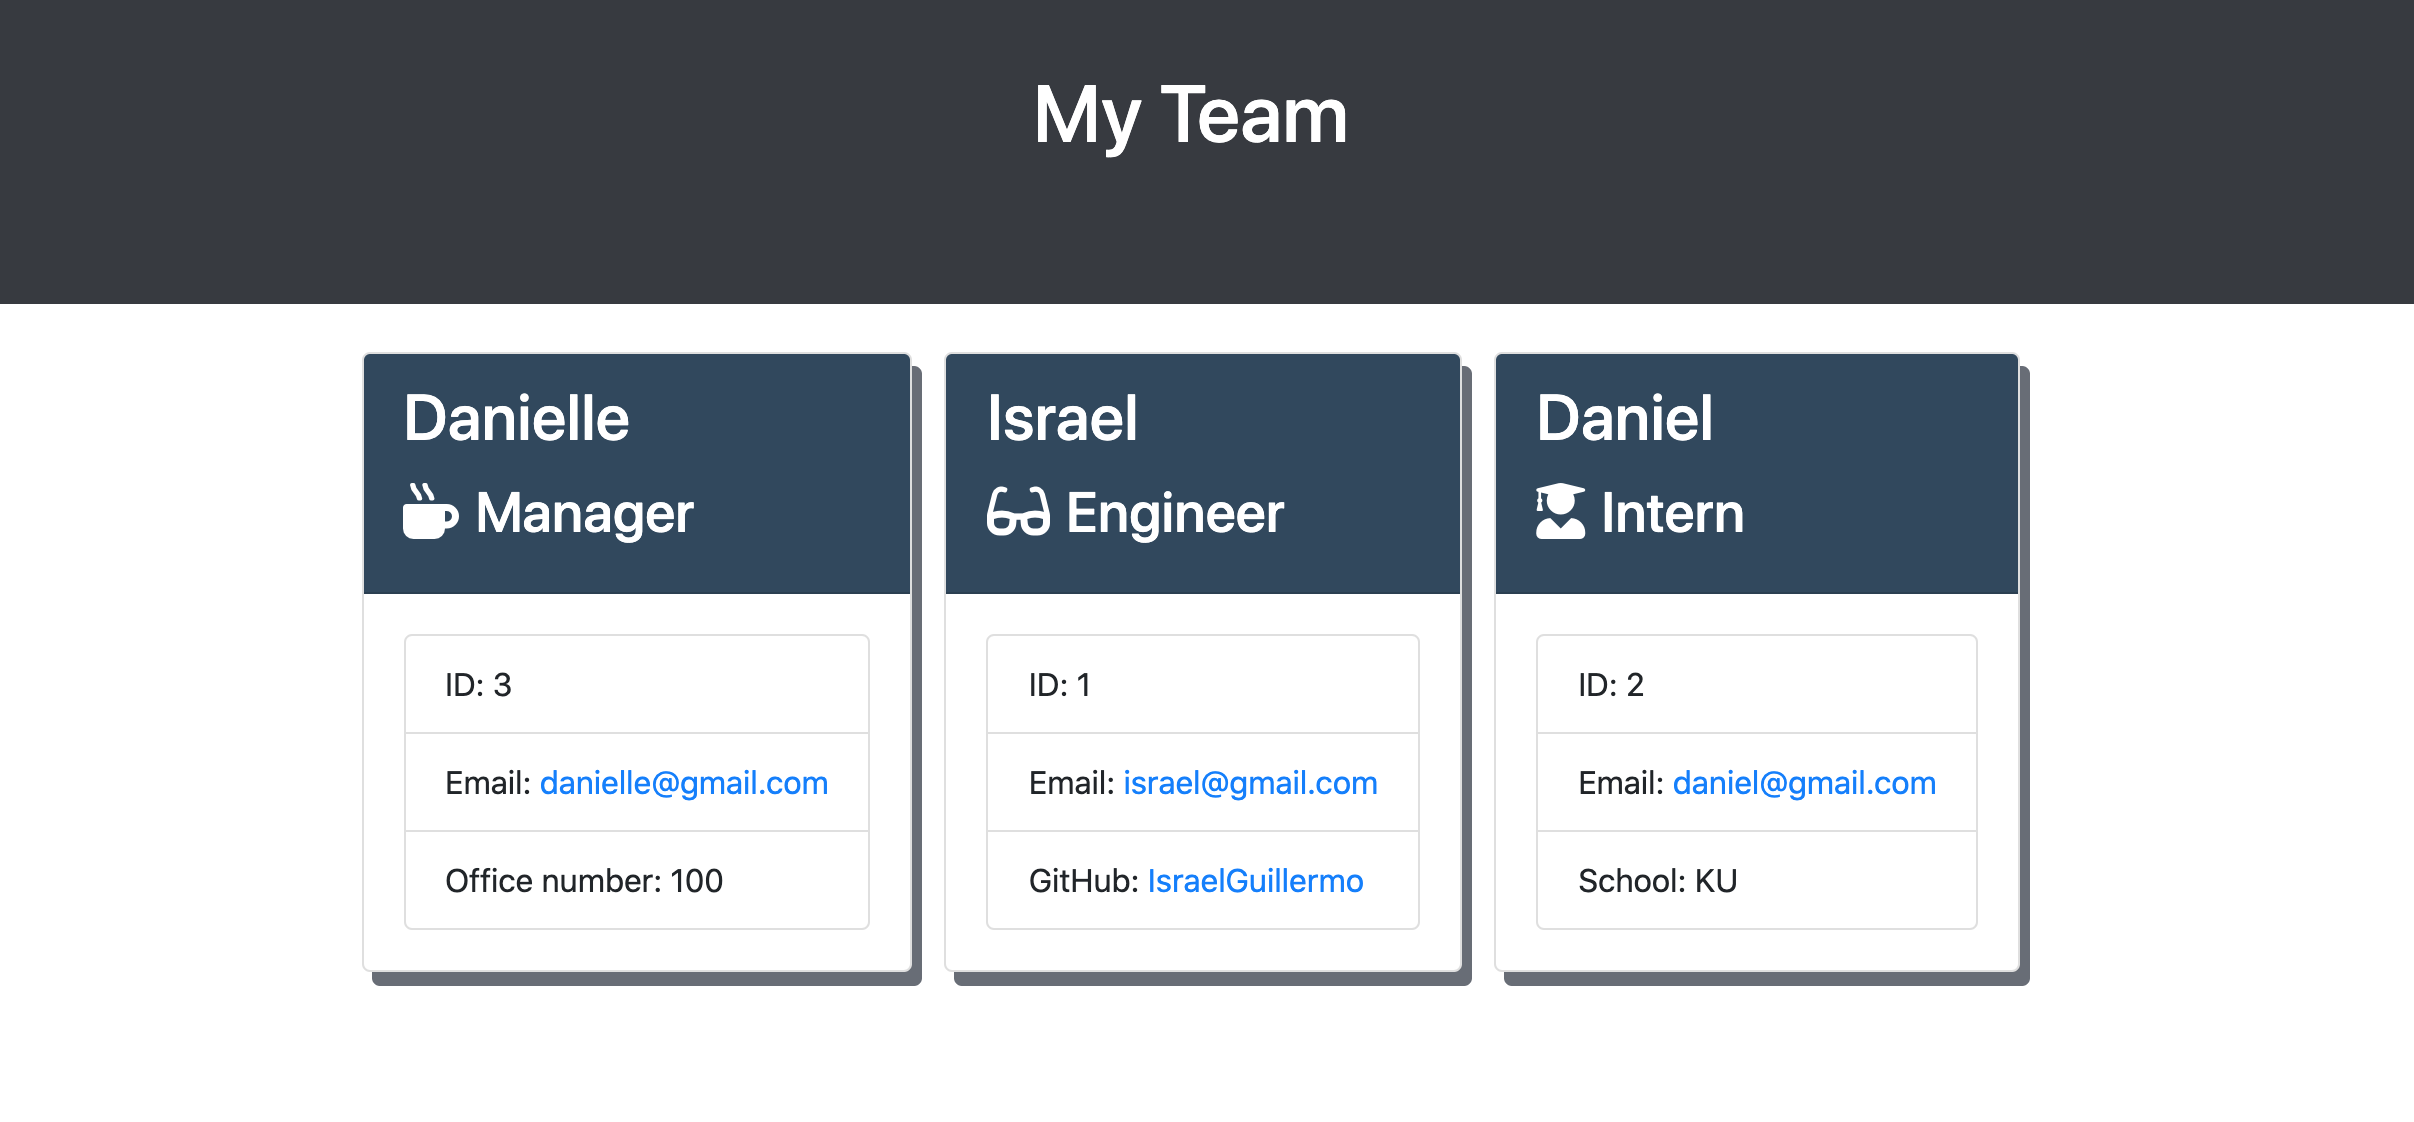 My Team
Danielle
Manager
ID: 3
Email: danielle@gmail.com
Office number: 100
Israel
Engineer
ID: 1
Email: israel@gmail.com
GitHub: IsraelGuillermo
Daniel
Intern
ID: 2
Email: daniel@gmail.com
School: KU